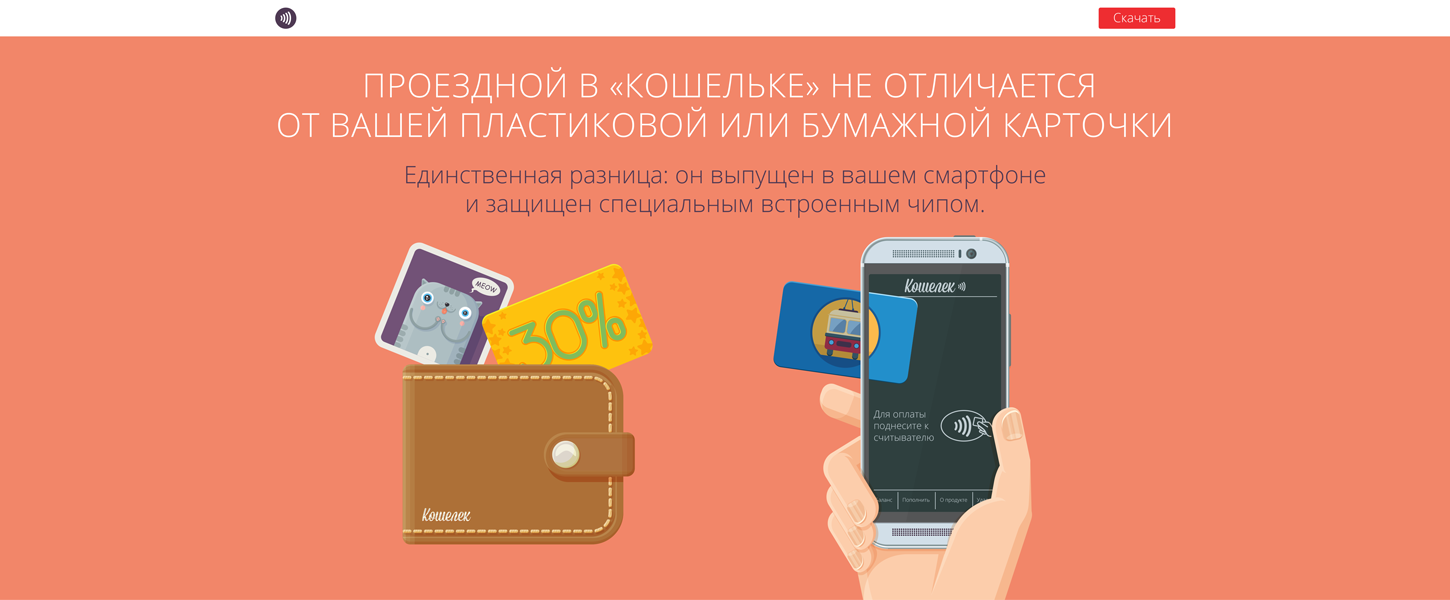 Скачать
ПРОЕЗДНОЙ В «КОШЕЛЬКЕ» НЕ ОТЛИЧАЕТСЯ
ОТ ВАШЕЙ ПЛАСТИКОВОЙ ИЛИ БУМАЖНОЙ КАРТОЧКИ
Единственная разница: он выпущен в вашем смартфоне
и защищен специальным встроенным чипом.
MEOW
30%
Кошелек
Кошелек
Для оплаты
поднесите к
считывателю
Пополнить
О продукте